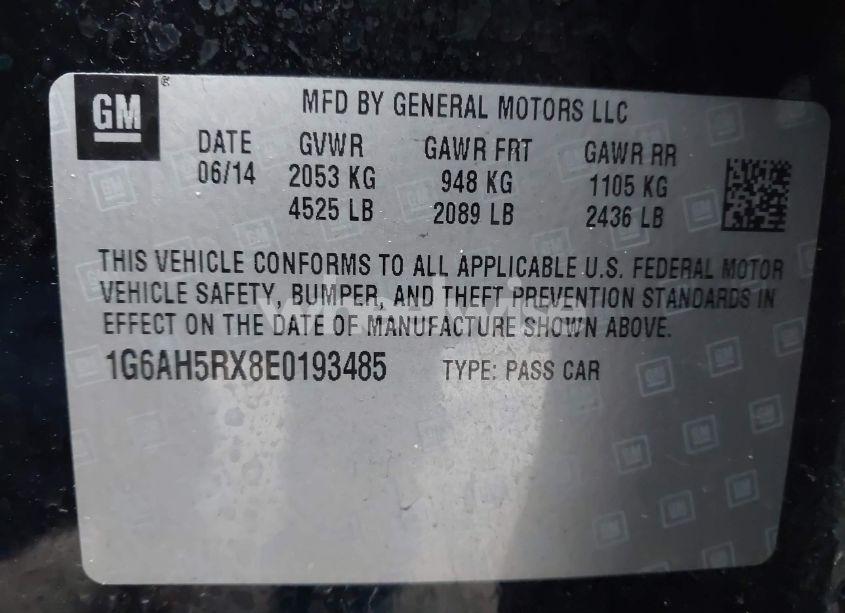 GM
MFD BY GENERAL MOTORS LLC
DATE GVWR GAWR FRT GAWR RR
06/14 2053 KG 948 KG 1105 KG
4525 LB 2089 LB 2436 LB
THIS VEHICLE CONFORMS TO ALL APPLICABLE U.S. FEDERAL MOTOR
VEHICLE SAFETY, BUMPER, AND THEFT PREVENTION STANDARDS IN
EFFECT ON THE DATE OF MANUFACTURE SHOWN ABOVE.
1G6AH5RX8E0193485 TYPE: PASS CAR